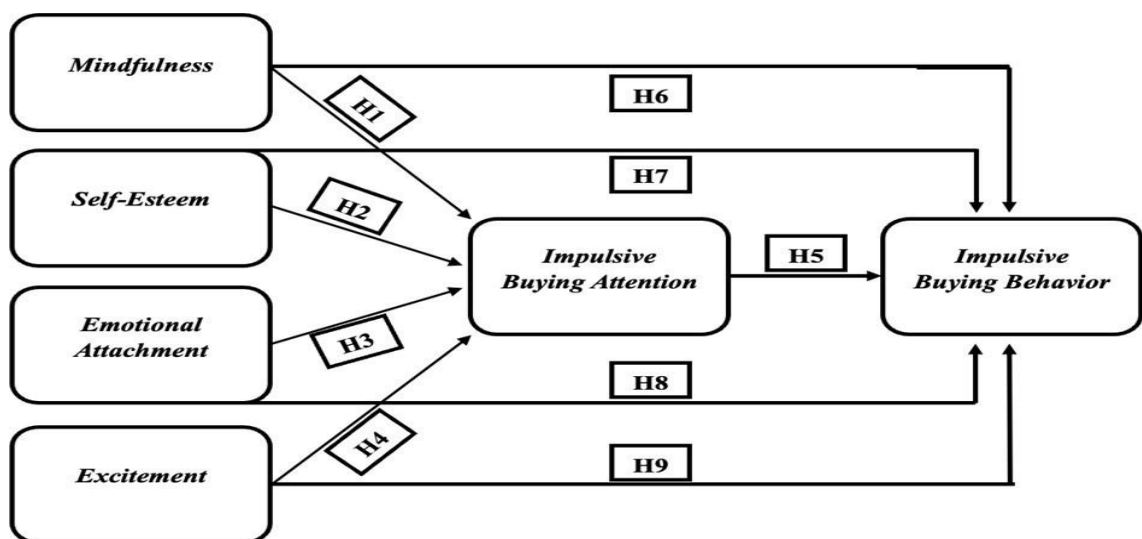 Mindfulness
H1
H6
H7
Self-Esteem
H2
Impulsive
Buying Attention
H5
Impulsive
Buying Behavior
Emotional
Attachment
H3
H8
H4
Excitement
H9